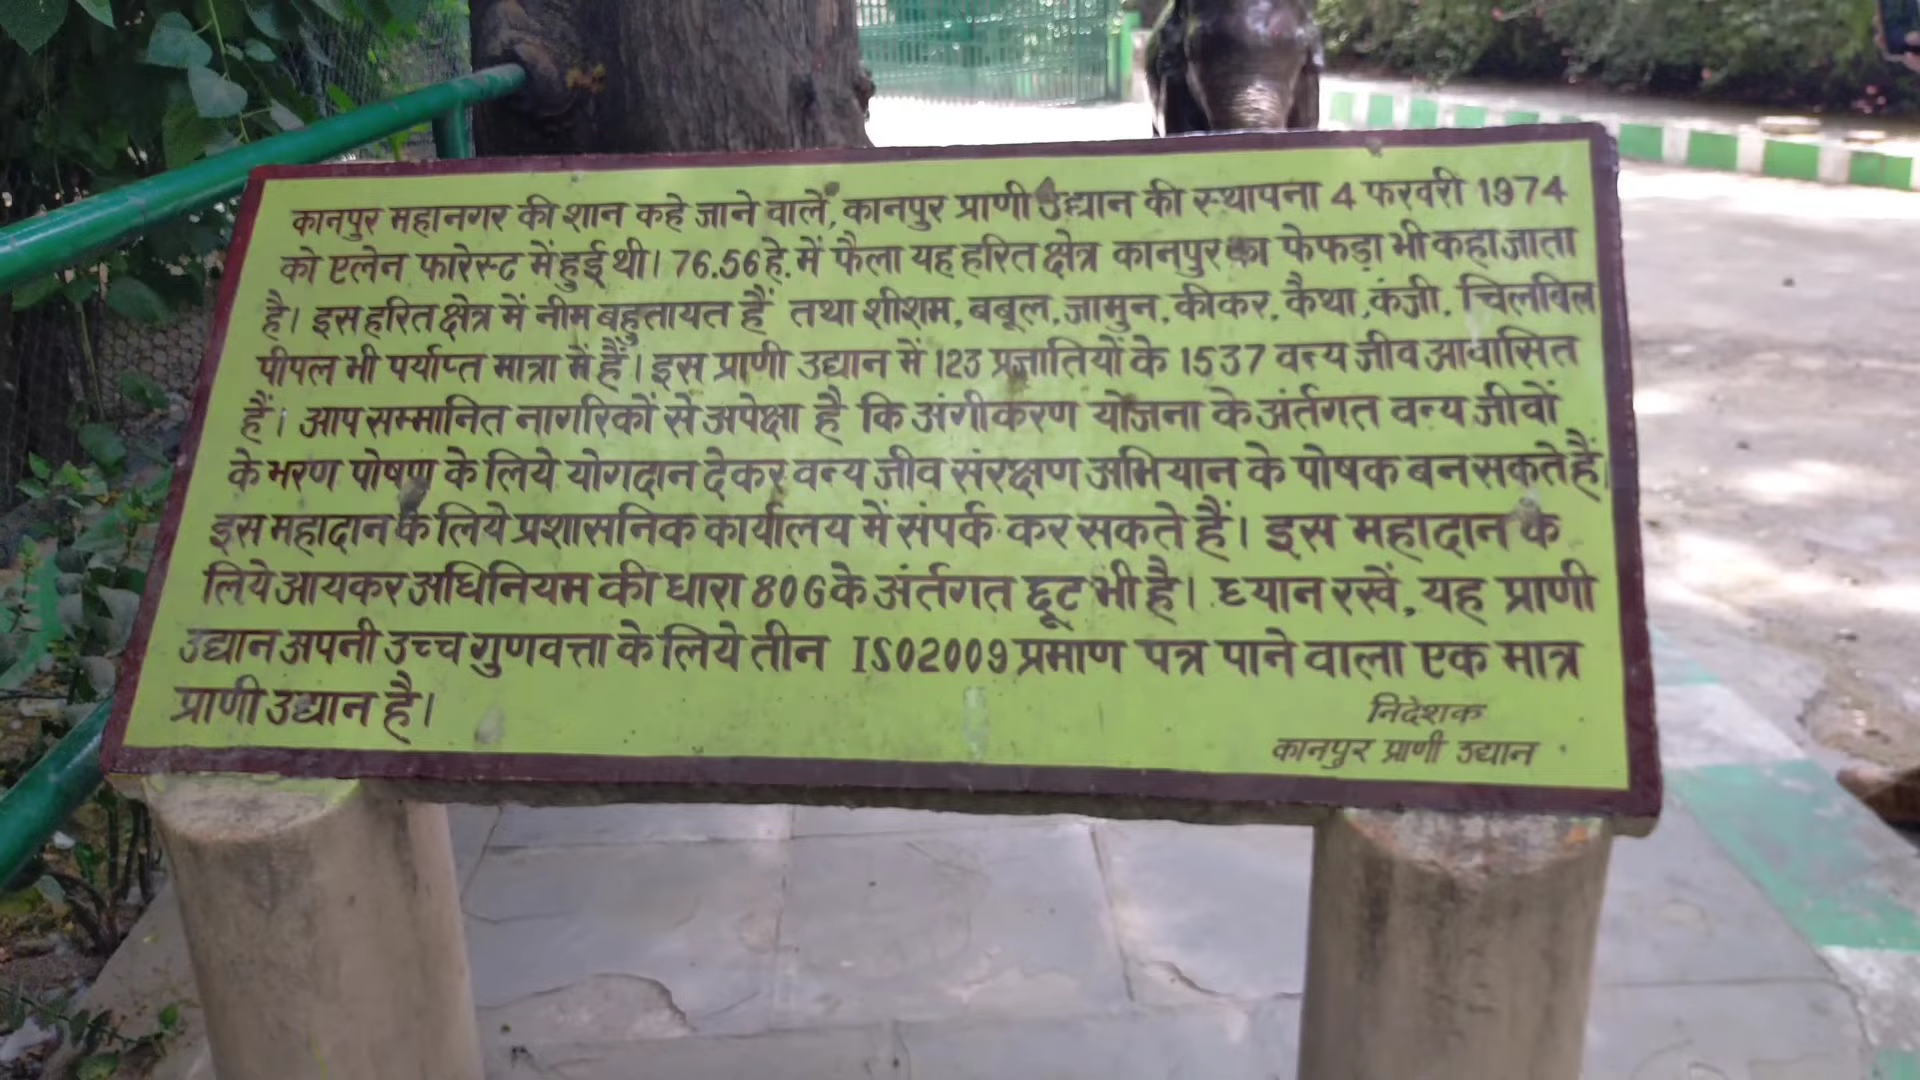 कानपुर महानगर की शान कहे जाने वाले, कानपुर प्राणी उद्यान की स्थापना 4 फरवरी 1974
को एलेन फारेस्ट में हुई थी। 76.56 हे. में फैला यह हरित क्षेत्र कानपुर का फेफड़ा भी कहा जाता
है। इस हरित क्षेत्र में नीम बहुतायत हैं तथा शीशम, बबूल, जामुन, कीकर, कैथा, कंजी, चिलविल
पीपल भी पर्याप्त मात्रा में हैं। इस प्राणी उद्यान में 123 प्रजातियों के 1537 वन्य जीव आवासित
हैं। आप सम्मानित नागरिकों से अपेक्षा है कि अंगीकरण योजना के अंर्तगत वन्य जीवों
के भरण पोषण के लिये योगदान देकर वन्य जीव संरक्षण अभियान के पोषक बन सकते हैं।
इस महादान के लिये प्रशासनिक कार्यालय में संपर्क कर सकते हैं। इस महादान के
लिये आयकर अधिनियम की धारा 80G के अंर्तगत छूट भी है। ध्यान रखें, यह प्राणी
उद्यान अपनी उच्च गुणवत्ता के लिये तीन ISO2009 प्रमाण पत्र पाने वाला एक मात्र
प्राणी उद्यान है।
निदेशक
कानपुर प्राणी उद्यान